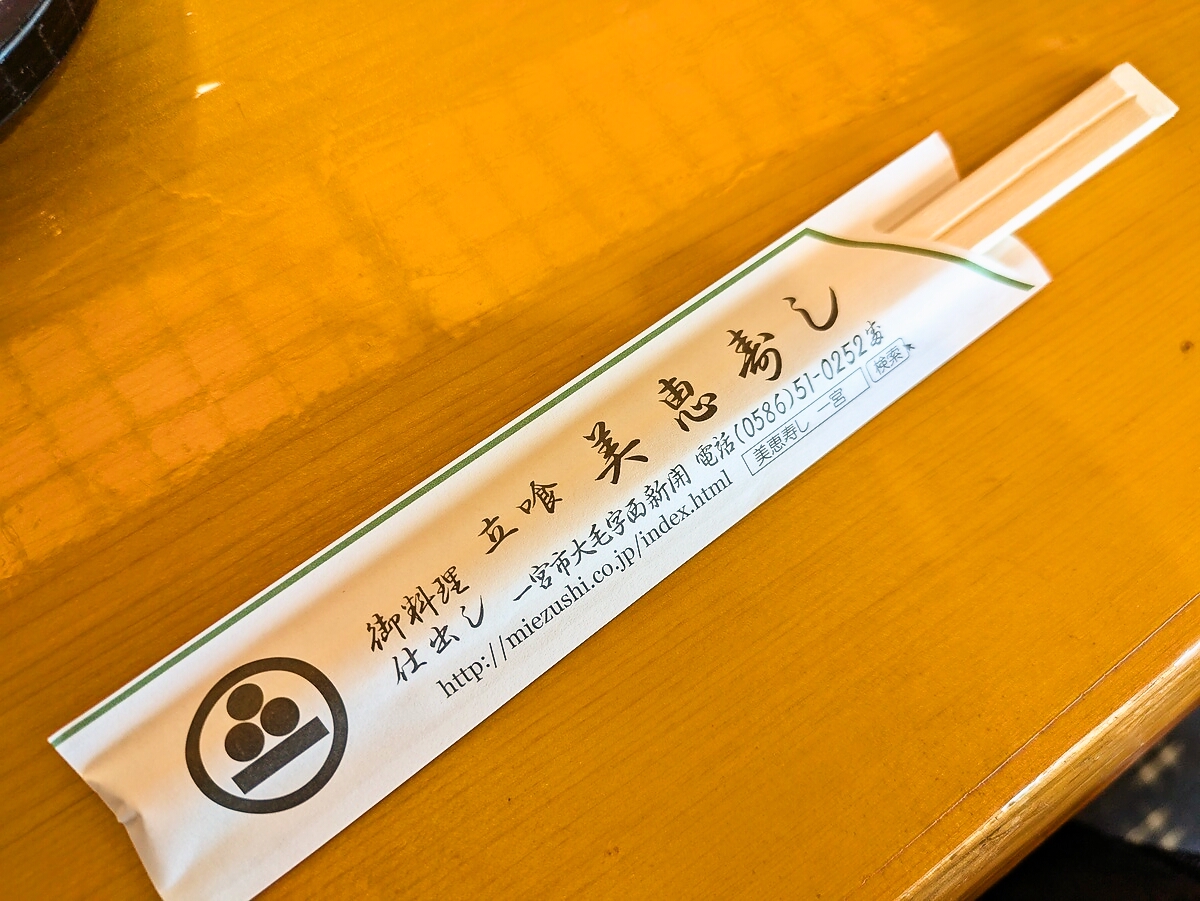 御料理
仕出し
立喰 美恵寿し
一宮市大毛字西新開 電話(0586)51-0252番
http://miezushi.co.jp/index.html
美恵寿し 一宮 検索